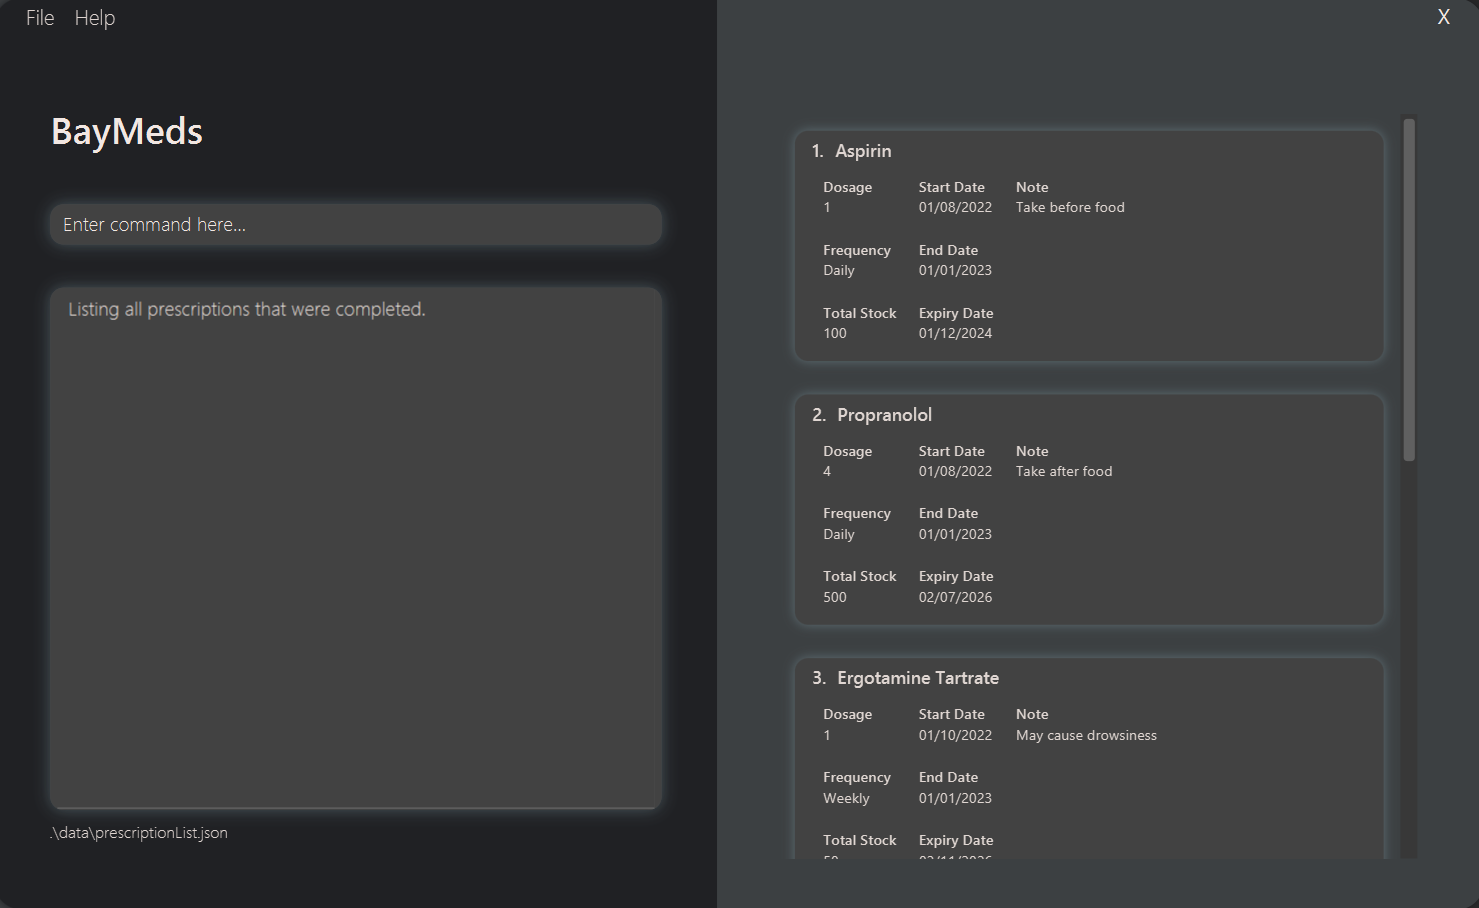 File Help
X
BayMeds
Enter command here...
Listing all prescriptions that were completed.
.\data\prescriptionList.json
1. Aspirin
Dosage Start Date Note
1 01/08/2022 Take before food
Frequency End Date
Daily 01/01/2023
Total Stock Expiry Date
100 01/12/2024
2. Propranolol
Dosage Start Date Note
4 01/08/2022 Take after food
Frequency End Date
Daily 01/01/2023
Total Stock Expiry Date
500 02/07/2026
3. Ergotamine Tartrate
Dosage Start Date Note
1 01/10/2022 May cause drowsiness
Frequency End Date
Weekly 01/01/2023
Total Stock Expiry Date